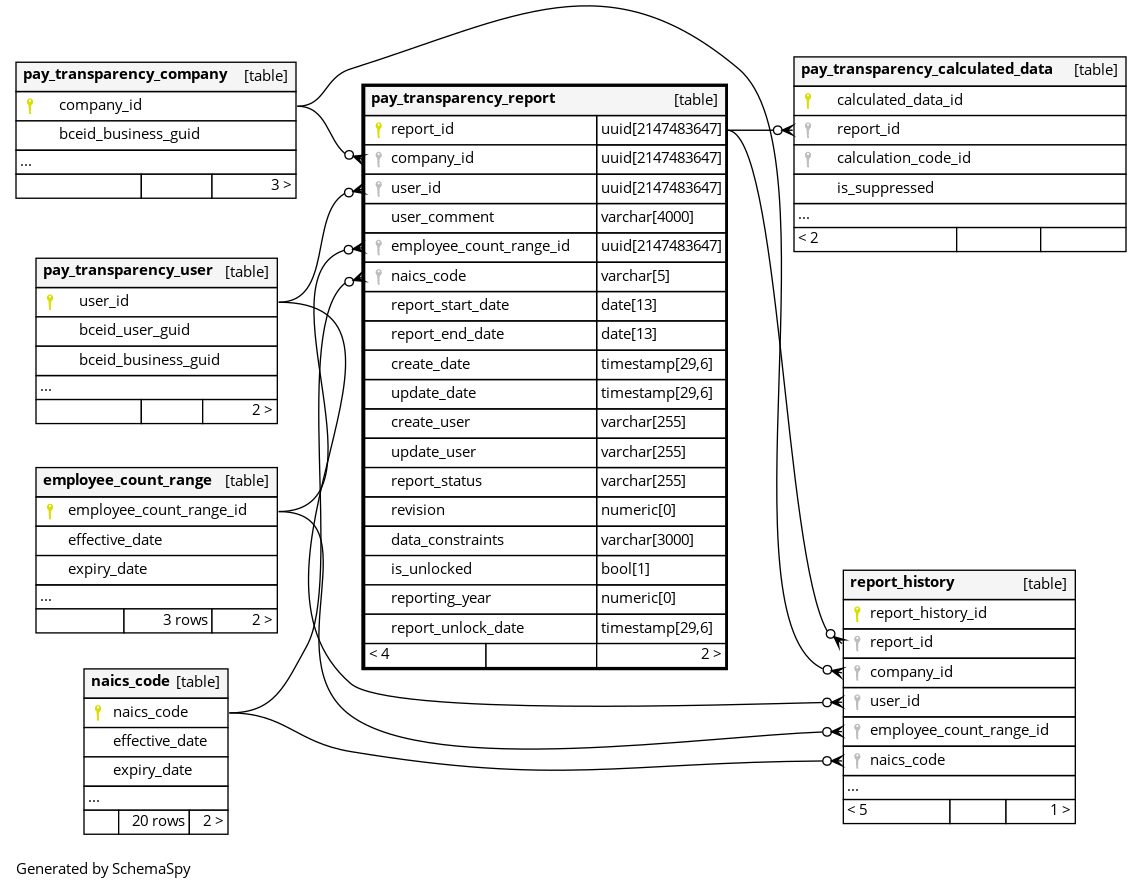 pay_transparency_company [table]
company_id
bceid_business_guid
...
3 >
pay_transparency_user [table]
user_id
bceid_user_guid
bceid_business_guid
...
2 >
employee_count_range [table]
employee_count_range_id
effective_date
expiry_date
...
3 rows 2 >
naics_code [table]
naics_code
effective_date
expiry_date
...
20 rows 2 >
pay_transparency_report [table]
report_id uuid[2147483647]
company_id uuid[2147483647]
user_id uuid[2147483647]
user_comment varchar[4000]
employee_count_range_id uuid[2147483647]
naics_code varchar[5]
report_start_date date[13]
report_end_date date[13]
create_date timestamp[29,6]
update_date timestamp[29,6]
create_user varchar[255]
update_user varchar[255]
report_status varchar[255]
revision numeric[0]
data_constraints varchar[3000]
is_unlocked bool[1]
reporting_year numeric[0]
report_unlock_date timestamp[29,6]
< 4 2 >
pay_transparency_calculated_data [table]
calculated_data_id
report_id
calculation_code_id
is_suppressed
...
< 2
report_history [table]
report_history_id
report_id
company_id
user_id
employee_count_range_id
naics_code
...
< 5 1 >
Generated by SchemaSpy